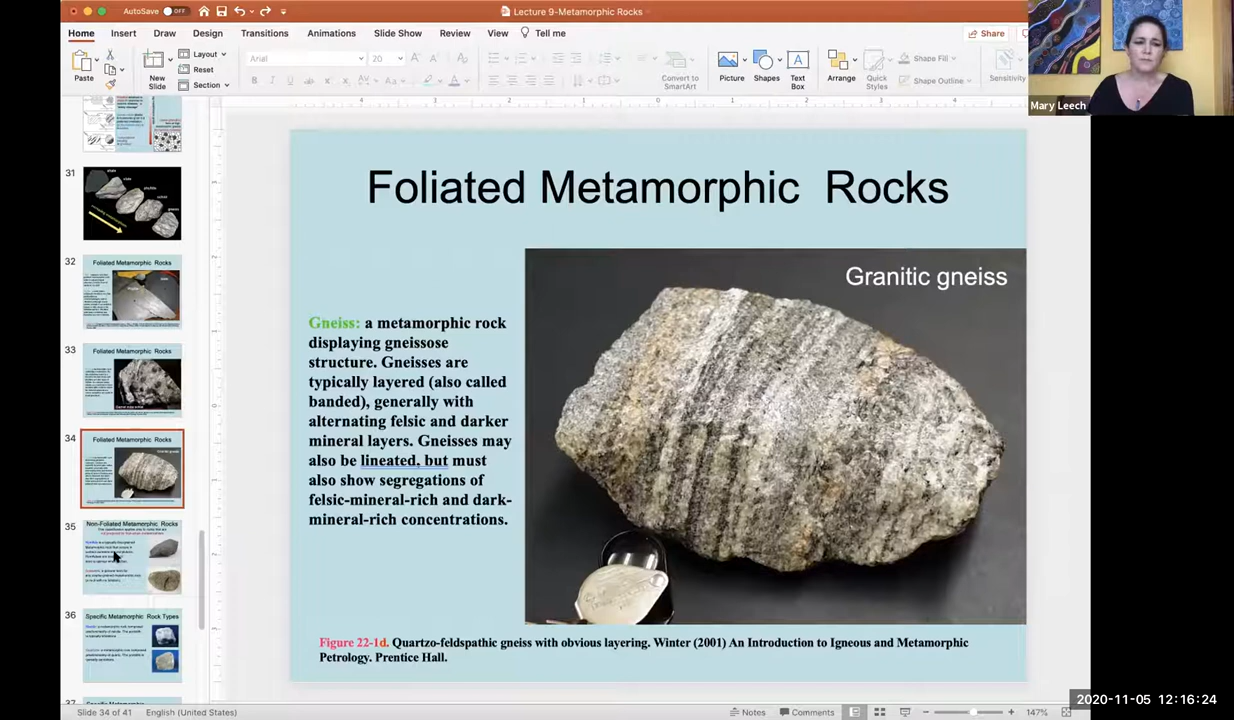 AutoSave OFF
Lecture 9-Metamorphic Rocks
Home Insert Draw Design Transitions Animations Slide Show Review View Tell me
Share
Paste
New Slide
Layout
Reset
Section
Arial
20
Convert to SmartArt
Picture
Shapes
Text Box
Arrange
Quick Styles
Shape Fill
Shape Outline
Sensitivity
Mary Leech
31
32
Foliated Metamorphic Rocks
33
Foliated Metamorphic Rocks
34
Foliated Metamorphic Rocks
35
Non-Foliated Metamorphic Rocks
36
Specific Metamorphic Rock Types
37
Foliated Metamorphic Rocks
Granitic gneiss
Gneiss: a metamorphic rock
displaying gneissose
structure. Gneisses are
typically layered (also called
banded), generally with
alternating felsic and darker
mineral layers. Gneisses may
also be lineated, but must
also show segregations of
felsic-mineral-rich and dark-
mineral-rich concentrations.
Figure 22-1d. Quartzo-feldspathic gneiss with obvious layering. Winter (2001) An Introduction to Igneous and Metamorphic
Petrology. Prentice Hall.
Slide 34 of 41 English (United States)
Notes Comments 147%
2020-11-05 12:16:24